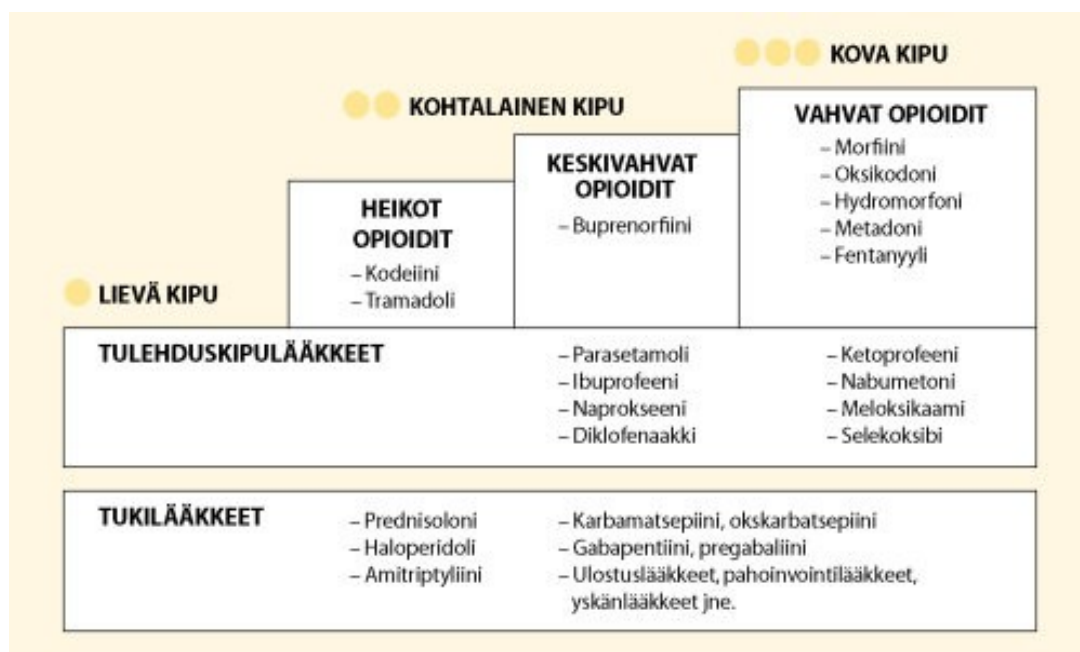 KOVA KIPU
KOHTALAINEN KIPU
VAHVAT OPIOIDIT
– Morfiini
– Oksikodoni
– Hydromorfoni
– Metadoni
– Fentanyyli
KESKIVAHVAT
OPIOIDIT
– Buprenorfiini
HEIKOT
OPIOIDIT
– Kodeiini
– Tramadoli
LIEVÄ KIPU
TULEHDUSKIPULÄÄKKEET
– Parasetamoli
– Ibuprofeeni
– Naprokseeni
– Diklofenaakki
– Ketoprofeeni
– Nabumetoni
– Meloksikaami
– Selekoksibi
TUKILÄÄKKEET
– Prednisoloni
– Haloperidoli
– Amitriptyliini
– Karbamatsepiini, okskarbatsepiini
– Gabapentiini, pregabaliini
– Ulostuslääkkeet, pahoinvointilääkkeet,
yskänlääkkeet jne.